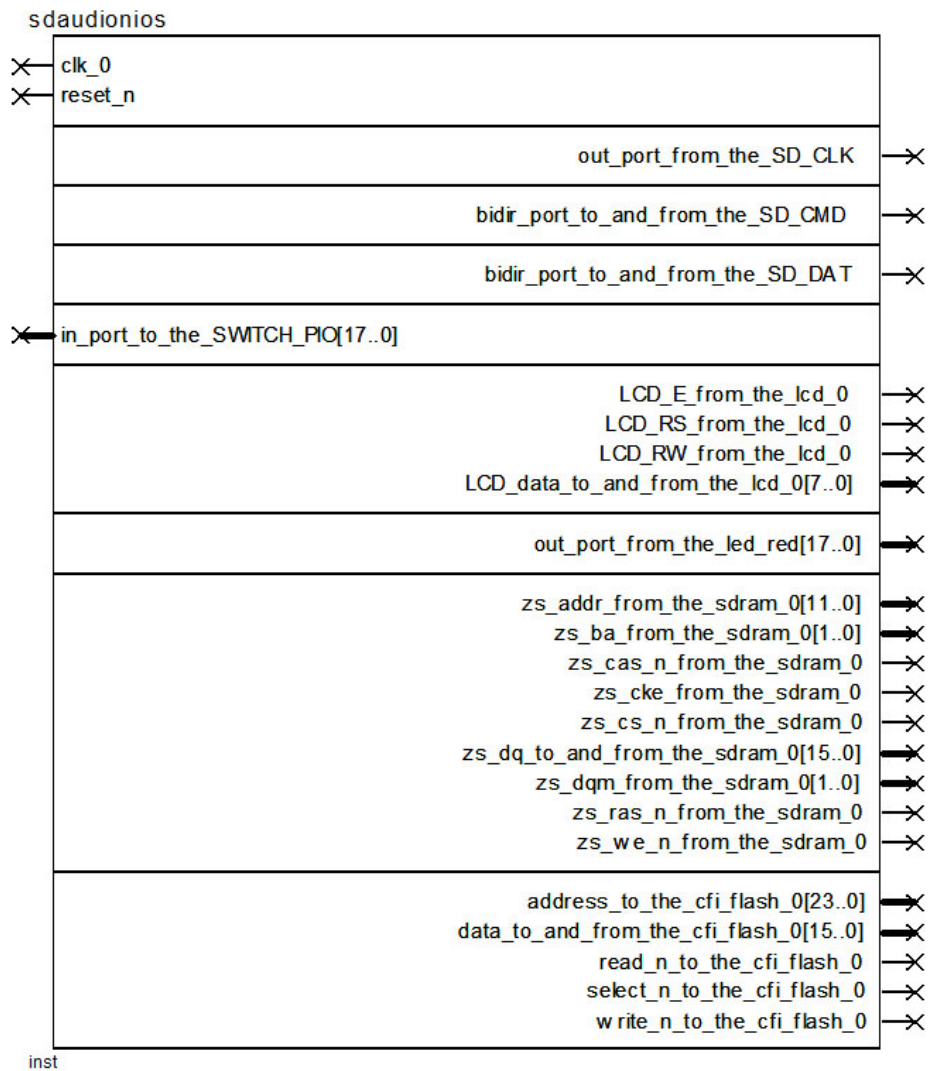 sdaudionios
clk_0
reset_n
out_port_from_the_SD_CLK
bidir_port_to_and_from_the_SD_CMD
bidir_port_to_and_from_the_SD_DAT
in_port_to_the_SWITCH_PIO[17..0]
LCD_E_from_the_lcd_0
LCD_RS_from_the_lcd_0
LCD_RW_from_the_lcd_0
LCD_data_to_and_from_the_lcd_0[7..0]
out_port_from_the_led_red[17..0]
zs_addr_from_the_sdram_0[11..0]
zs_ba_from_the_sdram_0[1..0]
zs_cas_n_from_the_sdram_0
zs_cke_from_the_sdram_0
zs_cs_n_from_the_sdram_0
zs_dq_to_and_from_the_sdram_0[15..0]
zs_dqm_from_the_sdram_0[1..0]
zs_ras_n_from_the_sdram_0
zs_we_n_from_the_sdram_0
address_to_the_cfi_flash_0[23..0]
data_to_and_from_the_cfi_flash_0[15..0]
read_n_to_the_cfi_flash_0
select_n_to_the_cfi_flash_0
write_n_to_the_cfi_flash_0
inst